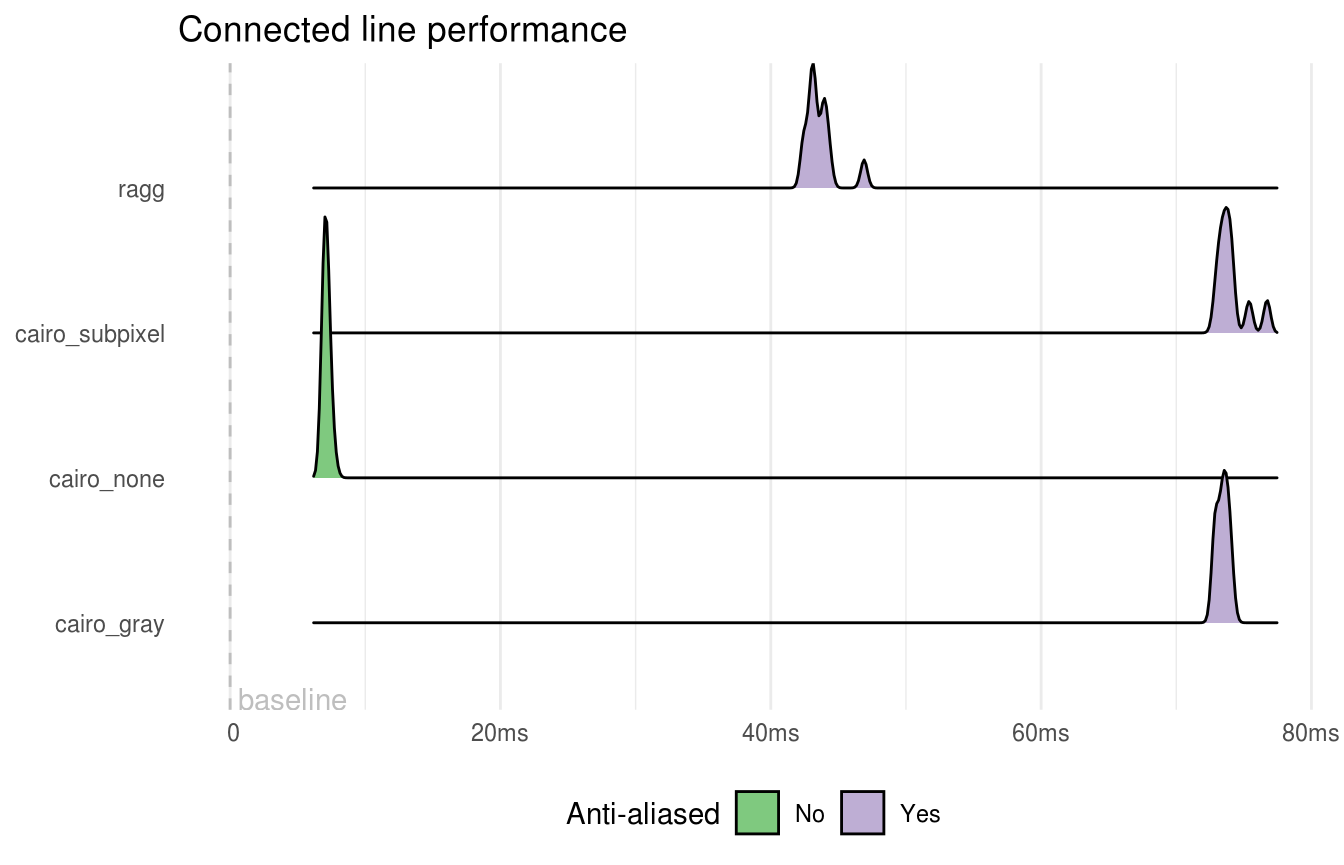 Connected line performance
ragg
cairo_subpixel
cairo_none
cairo_gray
baseline
0 20ms 40ms 60ms 80ms
Anti-aliased No Yes